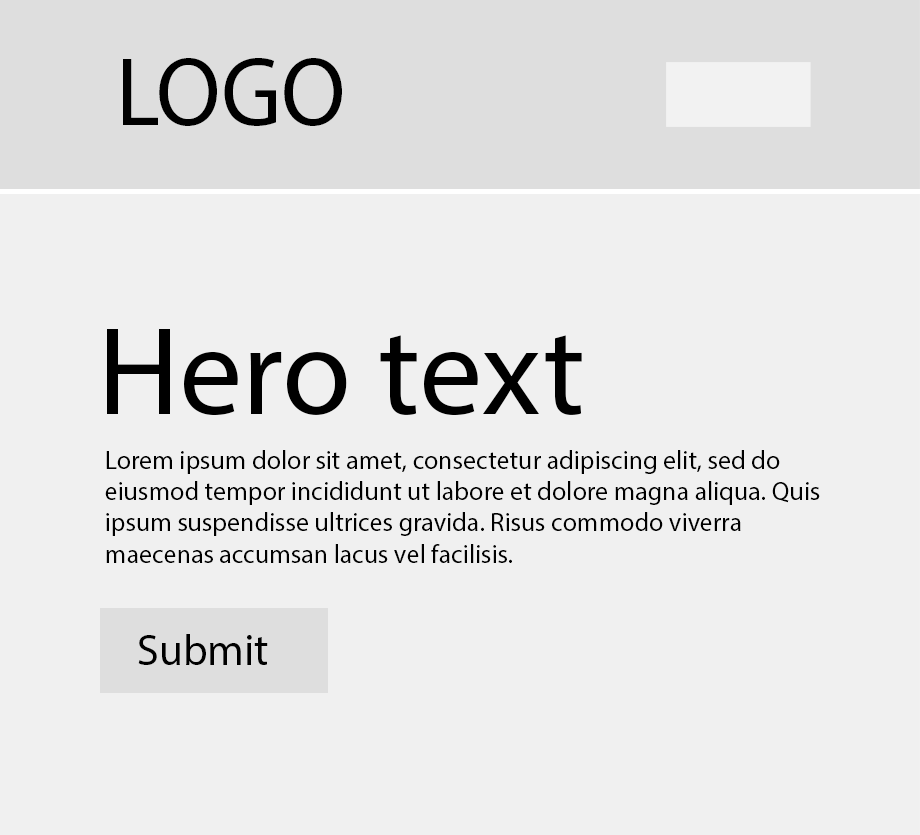 LOGO
Hero text
Lorem ipsum dolor sit amet, consectetur adipiscing elit, sed do
eiusmod tempor incididunt ut labore et dolore magna aliqua. Quis
ipsum suspendisse ultrices gravida. Risus commodo viverra
maecenas accumsan lacus vel facilisis.
Submit